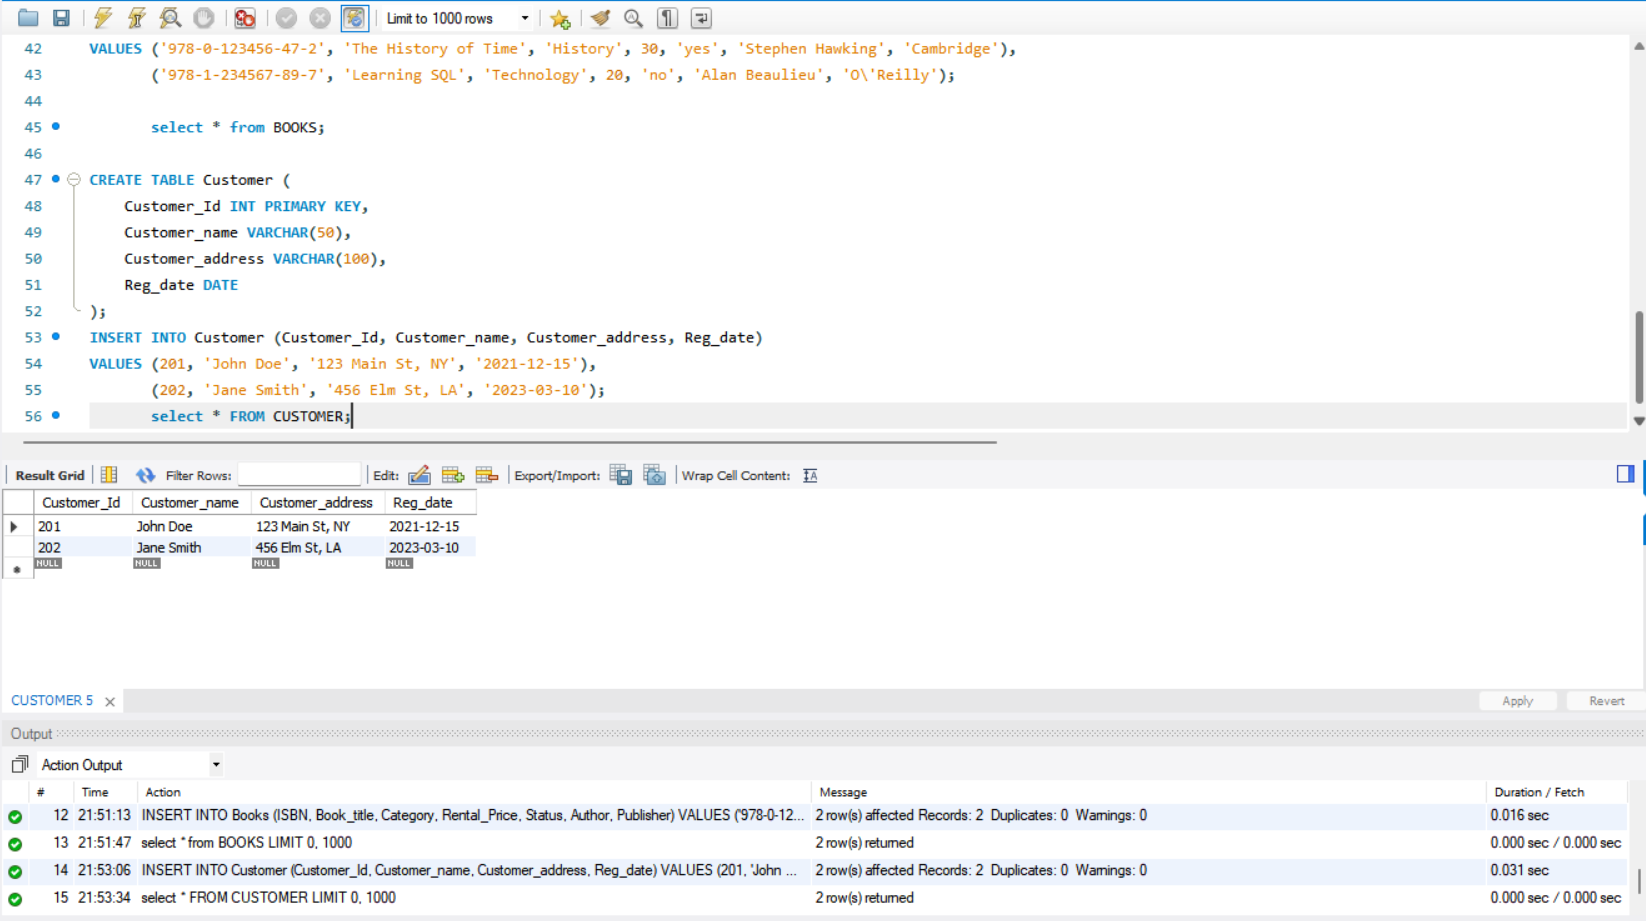 Limit to 1000 rows
42 VALUES ('978-0-123456-47-2', 'The History of Time', 'History', 30, 'yes', 'Stephen Hawking', 'Cambridge'),
43 ('978-1-234567-89-7', 'Learning SQL', 'Technology', 20, 'no', 'Alan Beaulieu', 'O\'Reilly');
44
45 select * from BOOKS;
46
47 CREATE TABLE Customer (
48 Customer_Id INT PRIMARY KEY,
49 Customer_name VARCHAR(50),
50 Customer_address VARCHAR(100),
51 Reg_date DATE
52 );
53 INSERT INTO Customer (Customer_Id, Customer_name, Customer_address, Reg_date)
54 VALUES (201, 'John Doe', '123 Main St, NY', '2021-12-15'),
55 (202, 'Jane Smith', '456 Elm St, LA', '2023-03-10');
56 select * FROM CUSTOMER;
Result Grid Filter Rows: Edit: Export/Import: Wrap Cell Content: IA
Customer_Id Customer_name Customer_address Reg_date
201 John Doe 123 Main St, NY 2021-12-15
202 Jane Smith 456 Elm St, LA 2023-03-10
NULL NULL NULL NULL
CUSTOMER 5 Apply Revert
Output
Action Output
# Time Action Message Duration / Fetch
12 21:51:13 INSERT INTO Books (ISBN, Book_title, Category, Rental_Price, Status, Author, Publisher) VALUES ('978-0-12... 2 row(s) affected Records: 2 Duplicates: 0 Warnings: 0 0.016 sec
13 21:51:47 select * from BOOKS LIMIT 0, 1000 2 row(s) returned 0.000 sec / 0.000 sec
14 21:53:06 INSERT INTO Customer (Customer_Id, Customer_name, Customer_address, Reg_date) VALUES (201, 'John ... 2 row(s) affected Records: 2 Duplicates: 0 Warnings: 0 0.031 sec
15 21:53:34 select * FROM CUSTOMER LIMIT 0, 1000 2 row(s) returned 0.000 sec / 0.000 sec